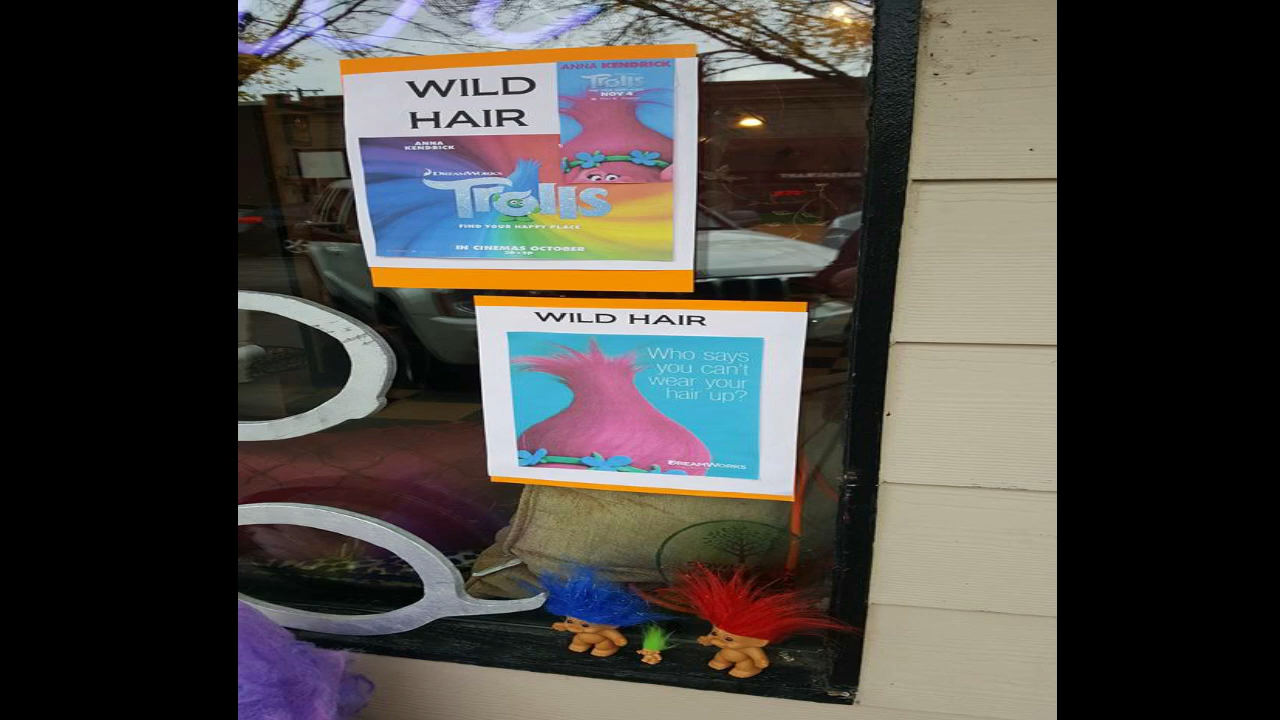 WILD
HAIR
ANNA KENDRICK
Trolls
NOV 4
ANNA
KENDRICK
DREAMWORKS
Trolls
FIND YOUR HAPPY PLACE
IN CINEMAS OCTOBER
WILD HAIR
Who says
you can't
wear your
hair up?
DREAMWORKS